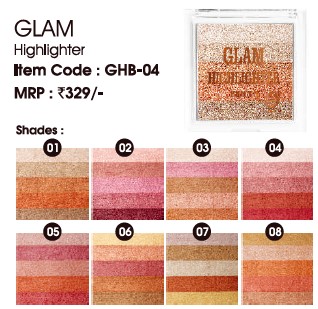 GLAM
Highlighter
Item Code : GHB-04
MRP : ₹329/-
GLAM
HIGHLIGHTER
Shades :
01 02 03 04
05 06 07 08